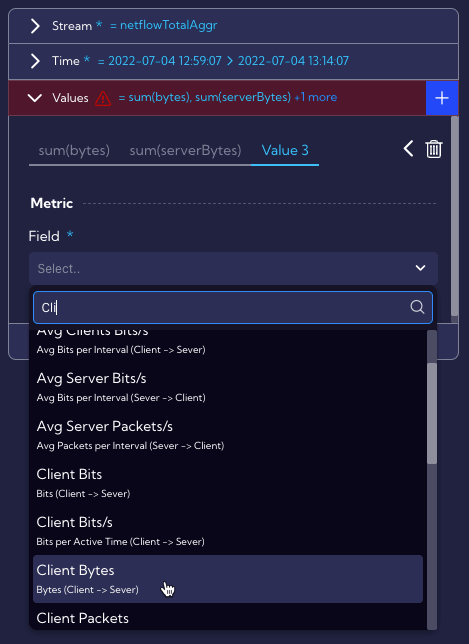 Stream * = netflowTotalAggr
Time * = 2022-07-04 12:59:07 > 2022-07-04 13:14:07
Values = sum(bytes), sum(serverBytes) +1 more
sum(bytes) sum(serverBytes) Value 3
Metric
Field *
Select..
Cli
Avg Clients Bits/s
Avg Bits per Interval (Client -> Sever)
Avg Server Bits/s
Avg Bits per Interval (Sever -> Client)
Avg Server Packets/s
Avg Packets per Interval (Sever -> Client)
Client Bits
Bits (Client -> Sever)
Client Bits/s
Bits per Active Time (Client -> Sever)
Client Bytes
Bytes (Client -> Sever)
Client Packets